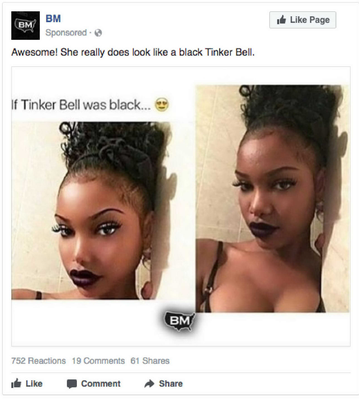 BM
BM
Sponsored ·
Like Page
Awesome! She really does look like a black Tinker Bell.
If Tinker Bell was black... 😍
BM
752 Reactions 19 Comments 61 Shares
Like Comment Share